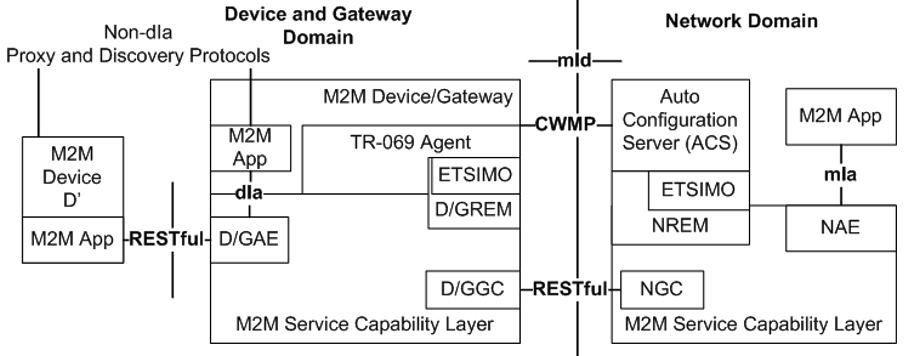 Device and Gateway
Domain
Network Domain
Non-dIa
Proxy and Discovery Protocols
mId
M2M Device/Gateway
CWMP
Auto
Configuration
Server (ACS)
M2M App
M2M
App
TR-069 Agent
M2M
Device
D'
ETSIMO
ETSIMO
mIa
dIa
D/GREM
NREM
M2M App
RESTful
D/GAE
NAE
D/GGC
RESTful
NGC
M2M Service Capability Layer
M2M Service Capability Layer